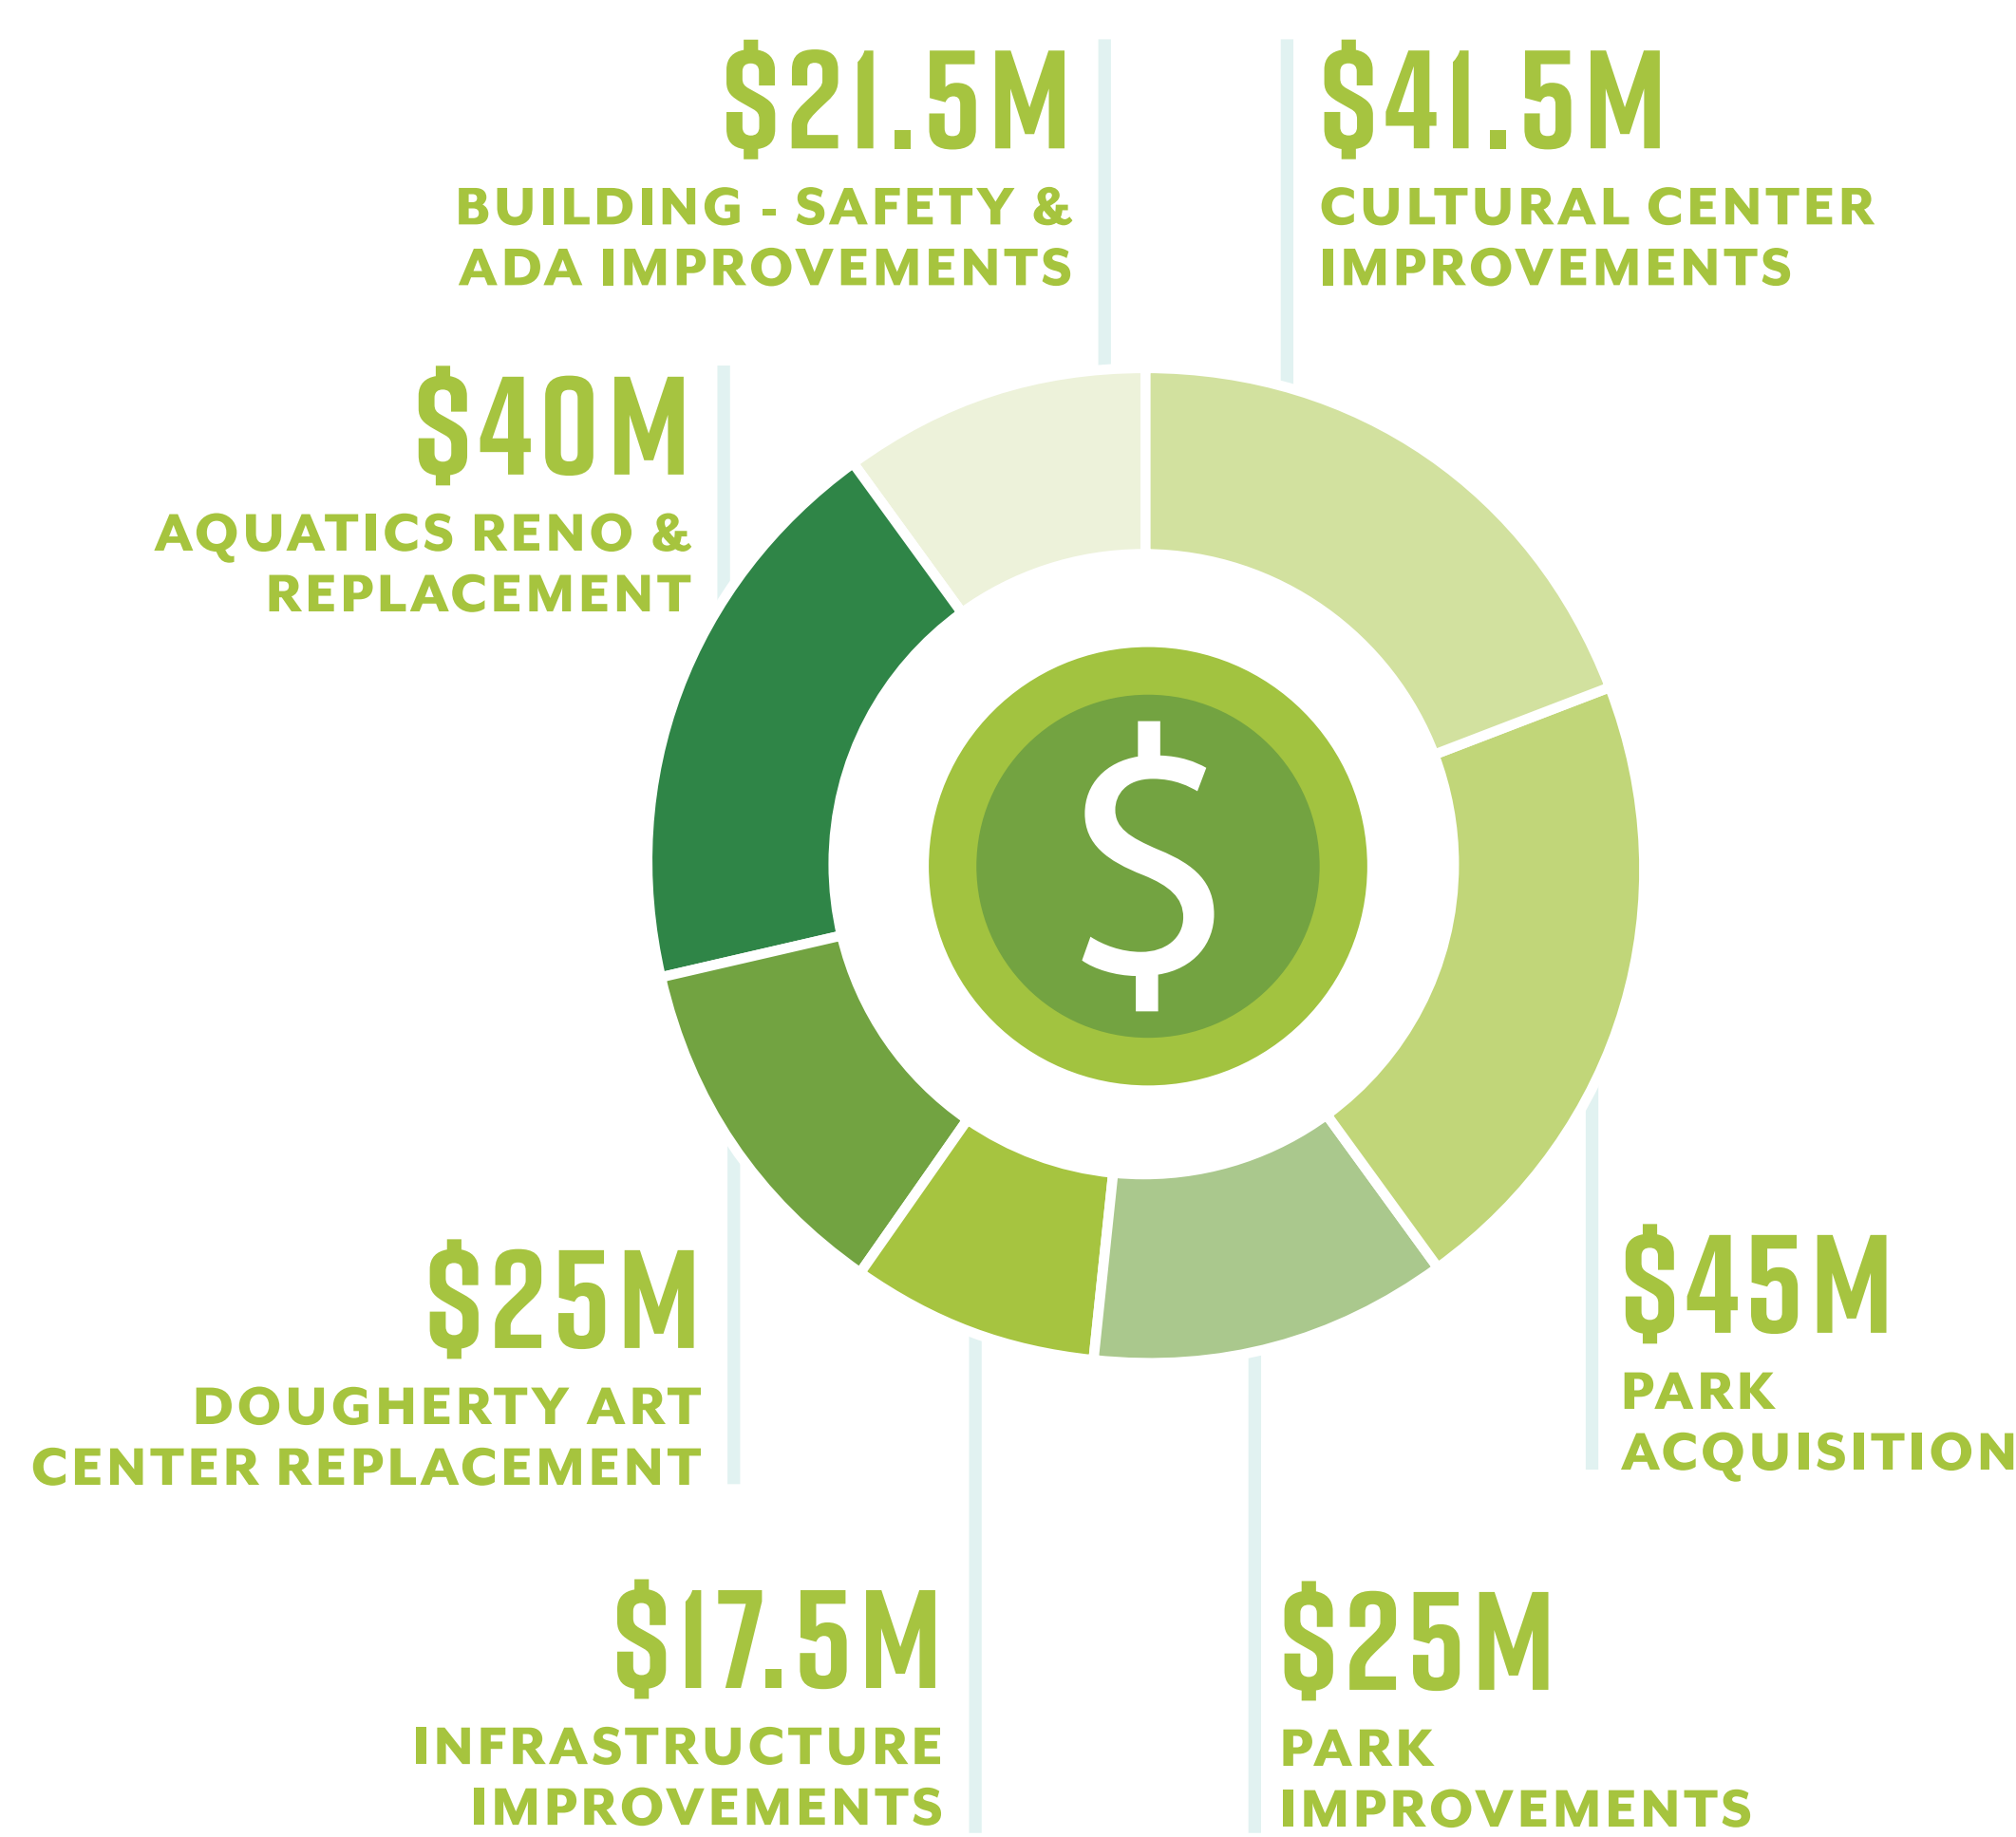 $21.5M
BUILDING - SAFETY &
ADA IMPROVEMENTS
$41.5M
CULTURAL CENTER
IMPROVEMENTS
$40M
AQUATICS RENO &
REPLACEMENT
$
$45M
PARK
ACQUISITION
$25M
DOUGHERTY ART
CENTER REPLACEMENT
$17.5M
INFRASTRUCTURE
IMPROVEMENTS
$25M
PARK
IMPROVEMENTS